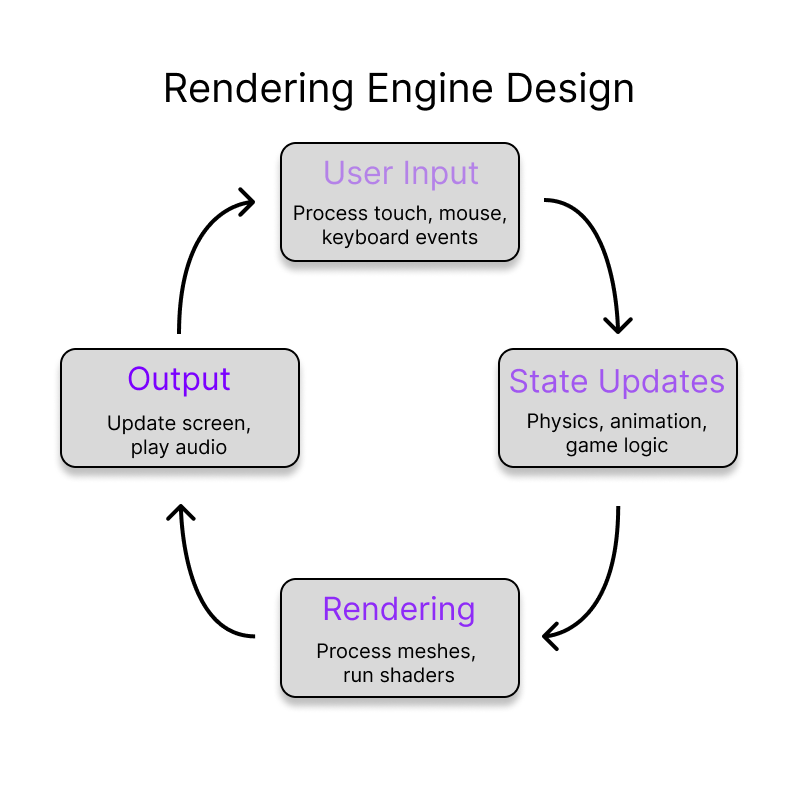 Rendering Engine Design
User Input
Process touch, mouse,
keyboard events
State Updates
Physics, animation,
game logic
Rendering
Process meshes,
run shaders
Output
Update screen,
play audio